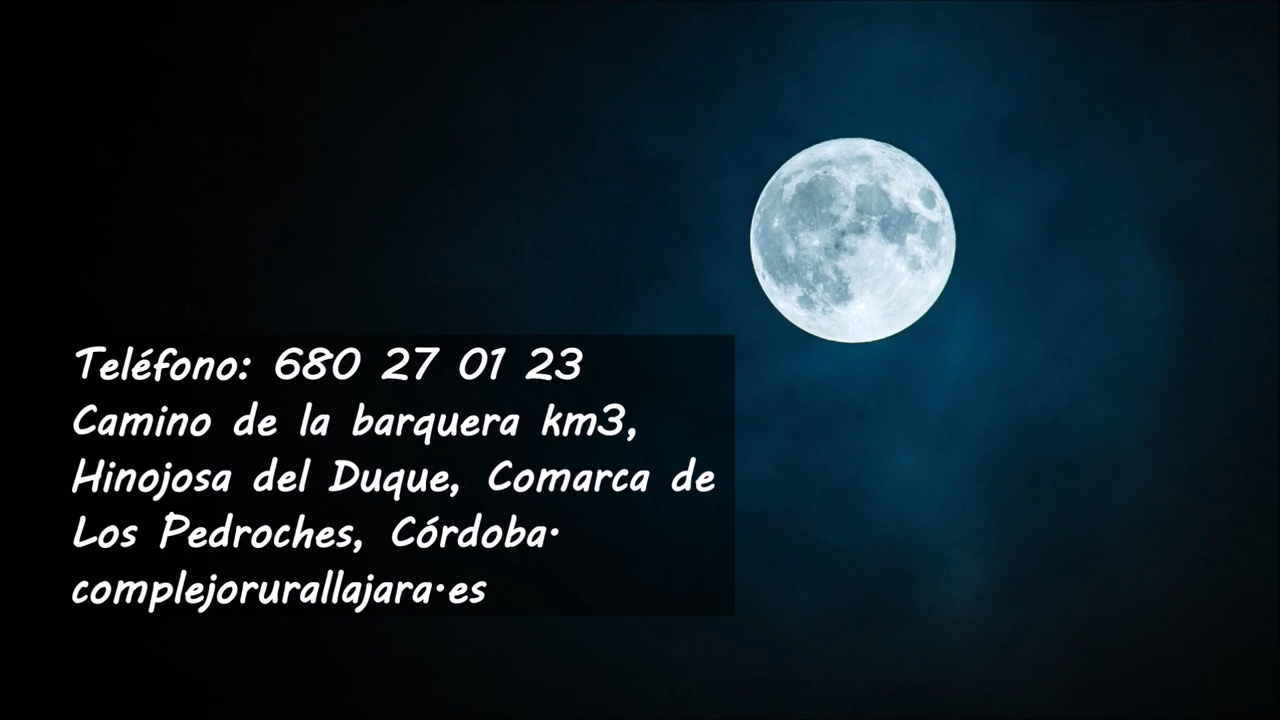 Teléfono: 680 27 01 23
Camino de la barquera km3,
Hinojosa del Duque, Comarca de
Los Pedroches, Córdoba·
complejorurallajara·es